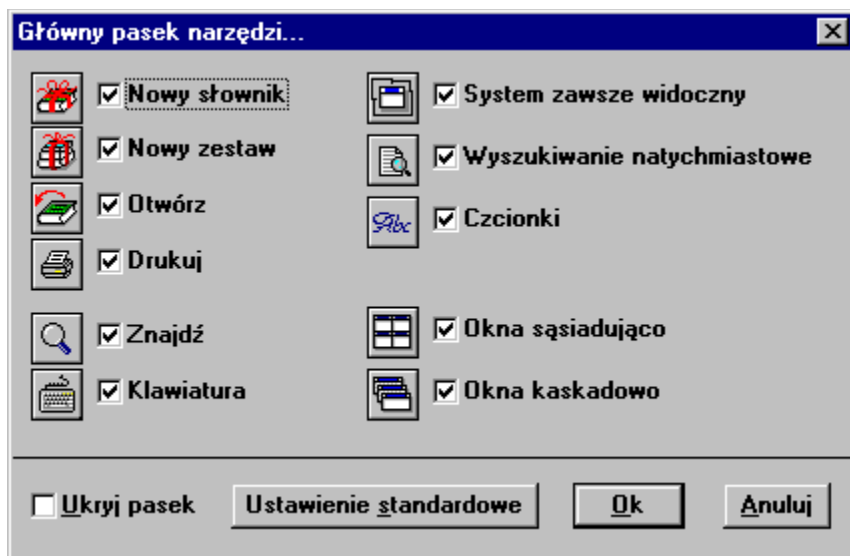 Główny pasek narzędzi...
Nowy słownik
Nowy zestaw
Otwórz
Drukuj
Znajdź
Klawiatura
System zawsze widoczny
Wyszukiwanie natychmiastowe
Abc
Czcionki
Okna sąsiadująco
Okna kaskadowo
Ukryj pasek
Ustawienie standardowe
Ok
Anuluj